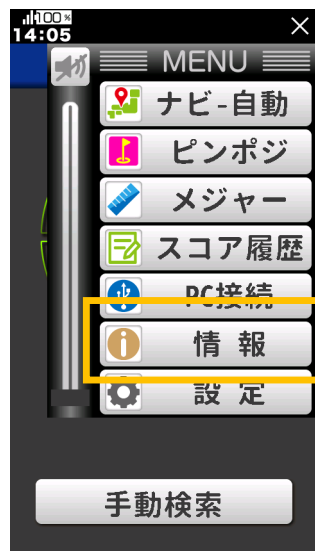 100%
14:05
MENU
ナビ-自動
ピンポジ
メジャー
スコア履歴
PC接続
情 報
設 定
手動検索